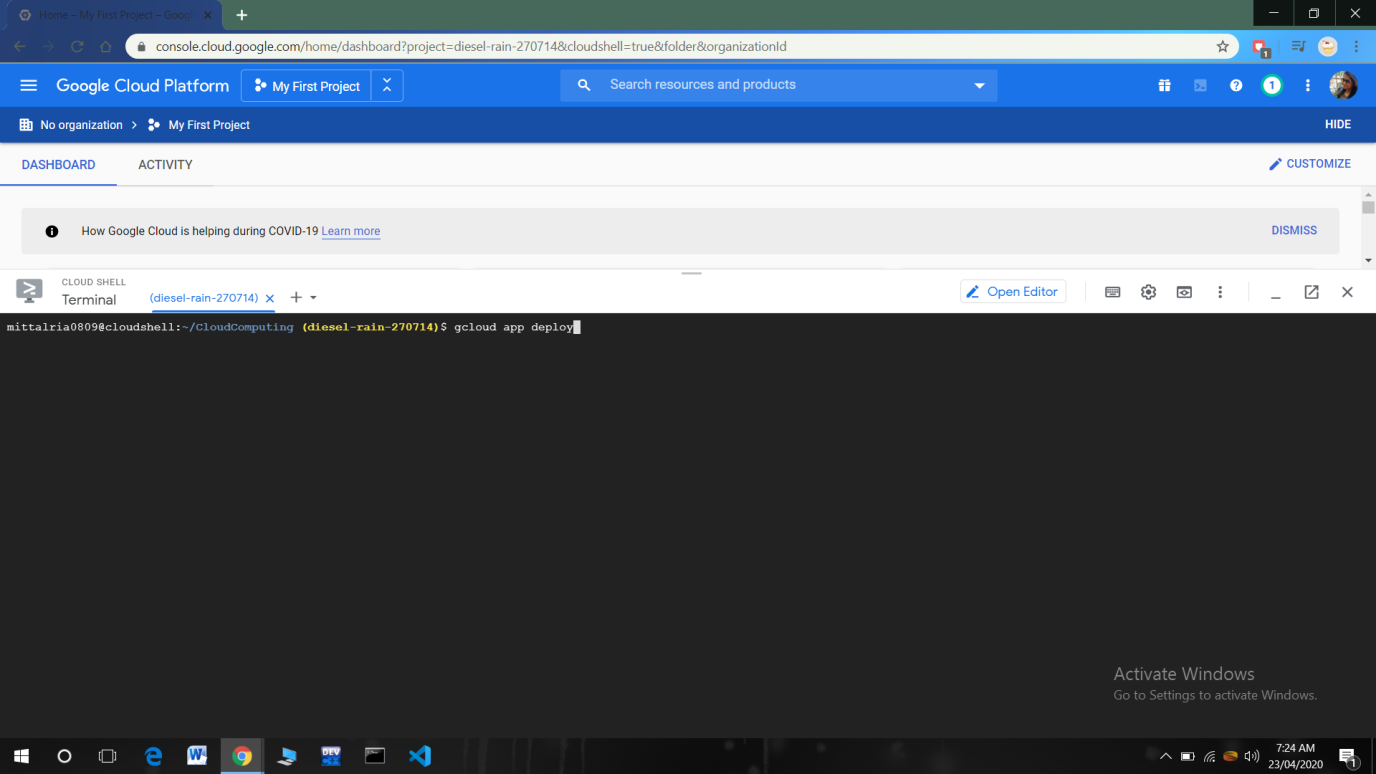 Home – My First Project – Goog
console.cloud.google.com/home/dashboard?project=diesel-rain-270714&cloudshell=true&folder&organizationId
1
Google Cloud Platform
My First Project
Search resources and products
1
No organization
My First Project
HIDE
DASHBOARD
ACTIVITY
CUSTOMIZE
How Google Cloud is helping during COVID-19 Learn more
DISMISS
CLOUD SHELL
Terminal
(diesel-rain-270714)
Open Editor
mittalria0809@cloudshell:~/CloudComputing (diesel-rain-270714)$ gcloud app deploy
Activate Windows
Go to Settings to activate Windows.
W
DEV
7:24 AM
23/04/2020
1